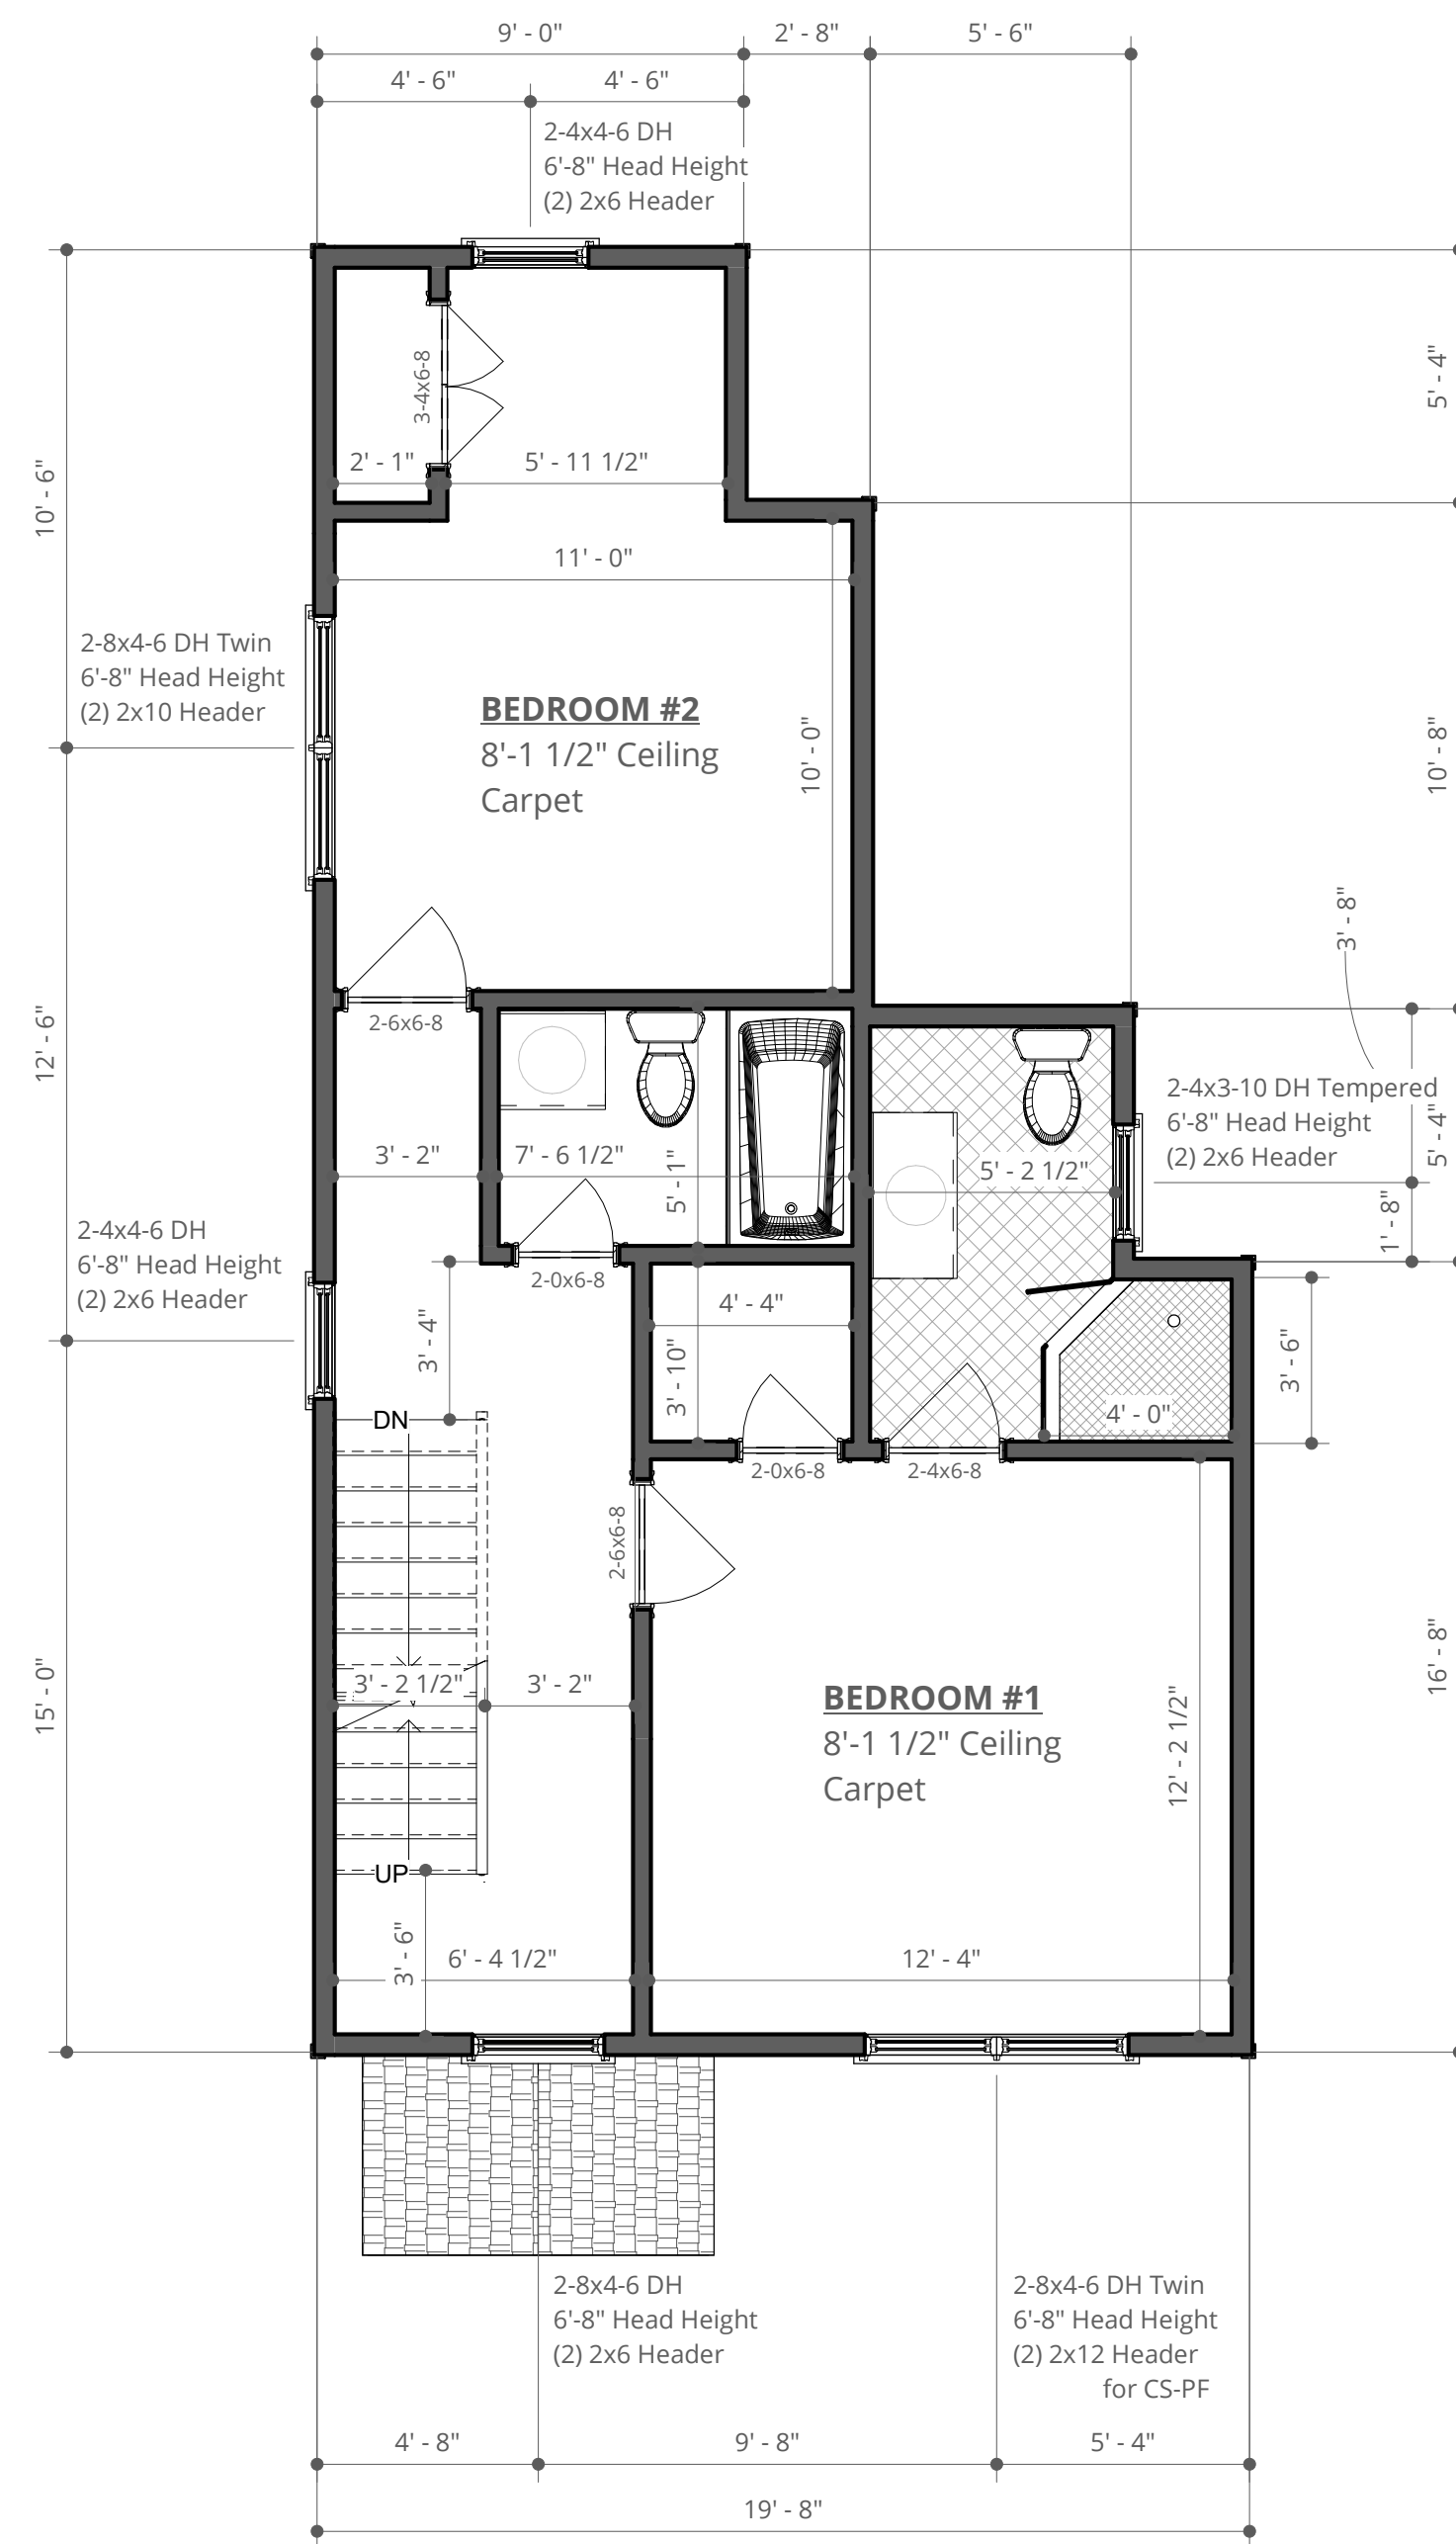 9' - 0"
2' - 8"
5' - 6"
4' - 6"
4' - 6"
2-4x4-6 DH
6'-8" Head Height
(2) 2x6 Header
3-4x6-8
5' - 4"
2' - 1"
5' - 11 1/2"
10' - 6"
11' - 0"
2-8x4-6 DH Twin
6'-8" Head Height
(2) 2x10 Header
BEDROOM #2
8'-1 1/2" Ceiling
Carpet
10' - 0"
10' - 8"
3' - 8"
2-6x6-8
12' - 6"
2-4x3-10 DH Tempered
6'-8" Head Height
(2) 2x6 Header
5' - 4"
3' - 2"
7' - 6 1/2"
5' - 1"
5' - 2 1/2"
1' - 8"
2-4x4-6 DH
6'-8" Head Height
(2) 2x6 Header
2-0x6-8
4' - 4"
3' - 4"
3' - 10"
3' - 6"
4' - 0"
DN
2-0x6-8
2-4x6-8
2-6x6-8
3' - 2 1/2"
3' - 2"
15' - 0"
BEDROOM #1
8'-1 1/2" Ceiling
Carpet
12' - 2 1/2"
16' - 8"
UP
3' - 6"
6' - 4 1/2"
12' - 4"
2-8x4-6 DH
6'-8" Head Height
(2) 2x6 Header
2-8x4-6 DH Twin
6'-8" Head Height
(2) 2x12 Header
for CS-PF
4' - 8"
9' - 8"
5' - 4"
19' - 8"